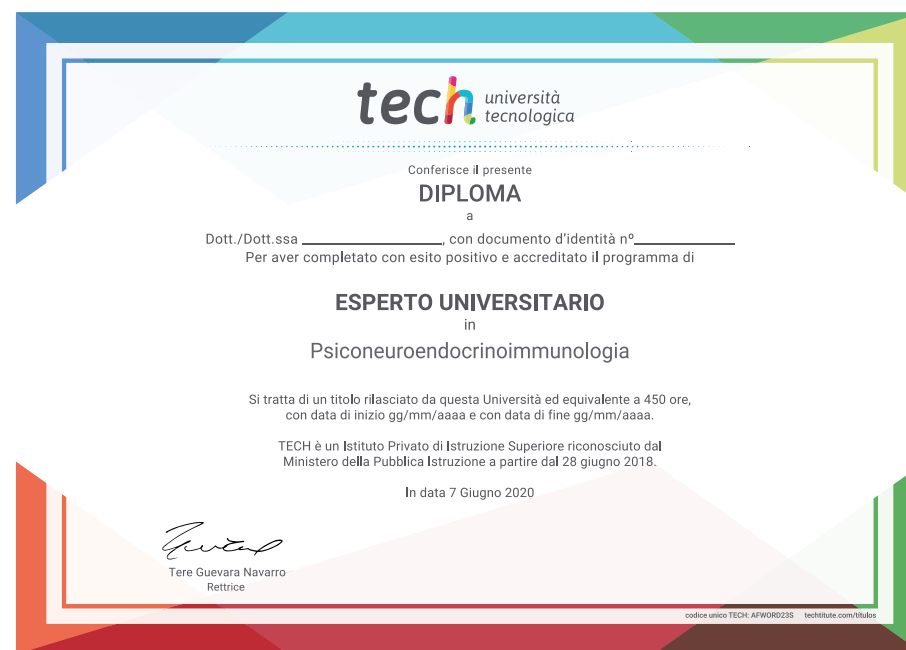 tech università
tecnologica
Conferisce il presente
DIPLOMA
a
Dott./Dott.ssa ____________________, con documento d'identità nº______________
Per aver completato con esito positivo e accreditato il programma di
ESPERTO UNIVERSITARIO
in
Psiconeuroendocrinoimmunologia
Si tratta di un titolo rilasciato da questa Università ed equivalente a 450 ore,
con data di inizio gg/mm/aaaa e con data di fine gg/mm/aaaa.
TECH è un Istituto Privato di Istruzione Superiore riconosciuto dal
Ministero della Pubblica Istruzione a partire dal 28 giugno 2018.
In data 7 Giugno 2020
Tere Guevara Navarro
Rettrice
codice unico TECH: AFWORD23S techtitute.com/títulos